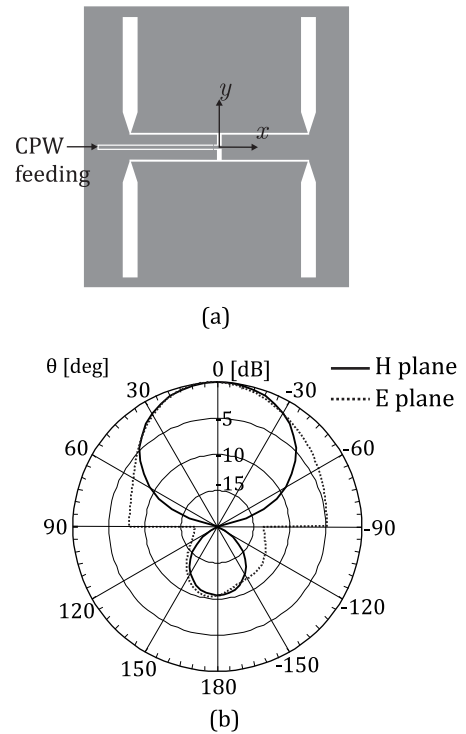 y
x
CPW
feeding
(a)
θ [deg]
0 [dB]
H plane
E plane
30
-30
-5
60
-60
-10
-15
90
-90
120
-120
150
-150
180
(b)